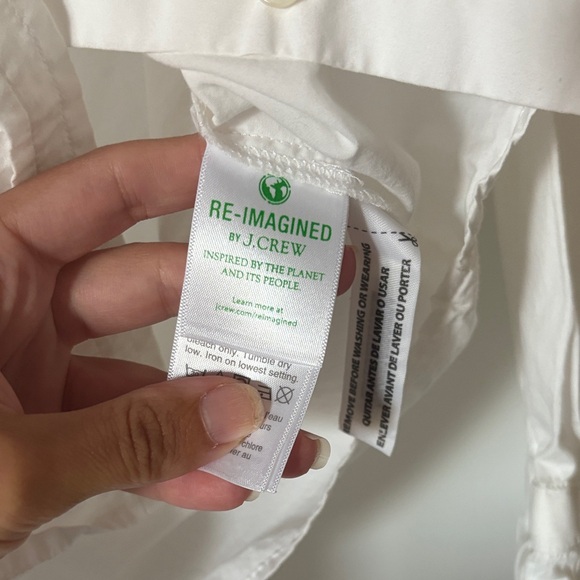 RE-IMAGINED
BY J.CREW
INSPIRED BY THE PLANET
AND ITS PEOPLE.
Learn more at
jcrew.com/reimagined
bleach only. Tumble dry
low. Iron on lowest setting.
chlore
au
REMOVE BEFORE WASHING OR WEARING
QUITAR ANTES DE LAVAR O USAR
ENLEVER AVANT DE LAVER OU PORTER